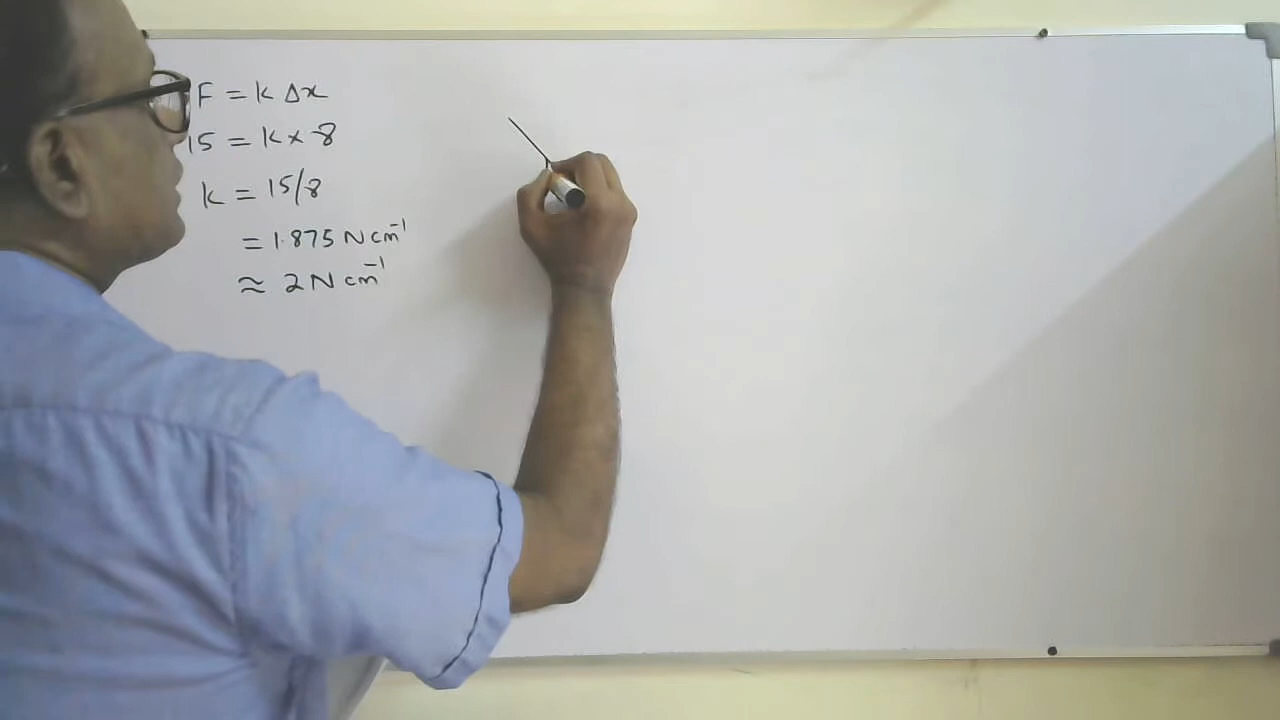 F = k Δx
15 = k × 8
k = 15/8
= 1.875 N cm⁻¹
≈ 2 N cm⁻¹